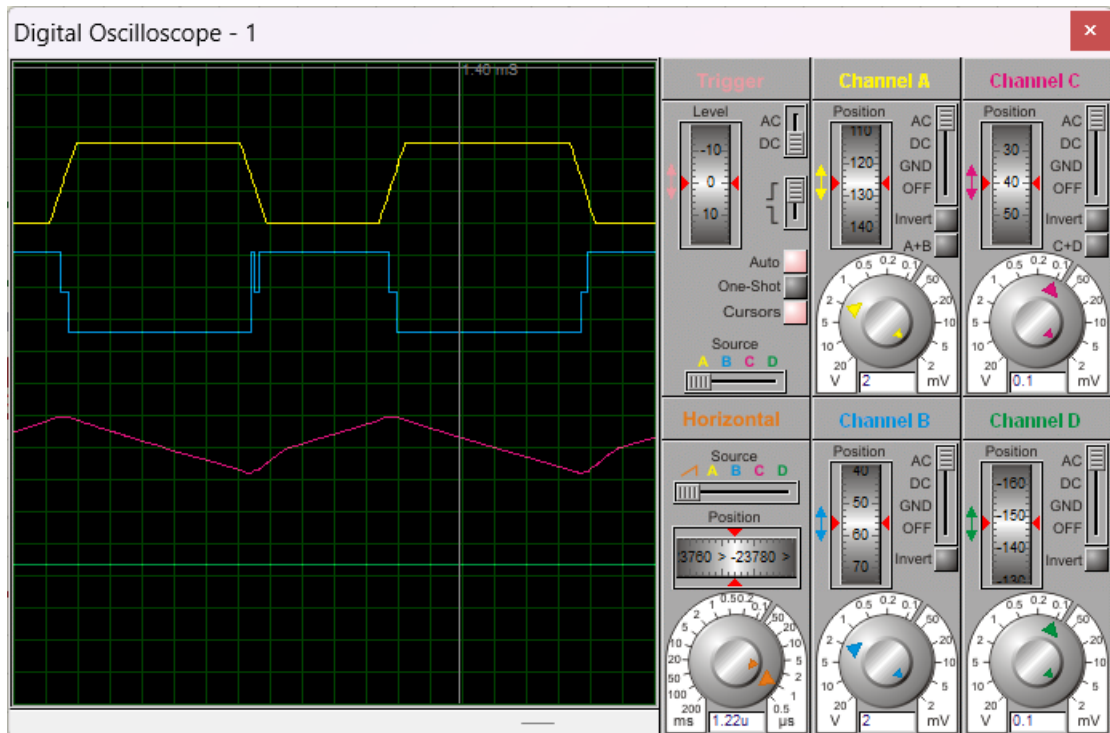 Digital Oscilloscope - 1
1.40 mS
Trigger
Level
-10
0
10
AC
DC
Auto
One-Shot
Cursors
Source
A B C D
Channel A
Position
110
-120
-130
-140
AC
DC
GND
OFF
Invert
A+B
20 10 5 2 1 0.5 0.2 0.1 50 20 10 5 2
V
2
mV
Channel C
Position
30
40
50
AC
DC
GND
OFF
Invert
C+D
20 10 5 2 1 0.5 0.2 0.1 50 20 10 5 2
V
0.1
mV
Horizontal
Source
A B C D
Position
3760 > -23780 >
200 100 50 20 10 5 2 1 0.5 0.2 0.1 50 20 10 5 2 1 0.5
ms
1.22u
µs
Channel B
Position
40
50
60
70
AC
DC
GND
OFF
Invert
20 10 5 2 1 0.5 0.2 0.1 50 20 10 5 2
V
2
mV
Channel D
Position
-160
-150
-140
-130
AC
DC
GND
OFF
Invert
20 10 5 2 1 0.5 0.2 0.1 50 20 10 5 2
V
0.1
mV